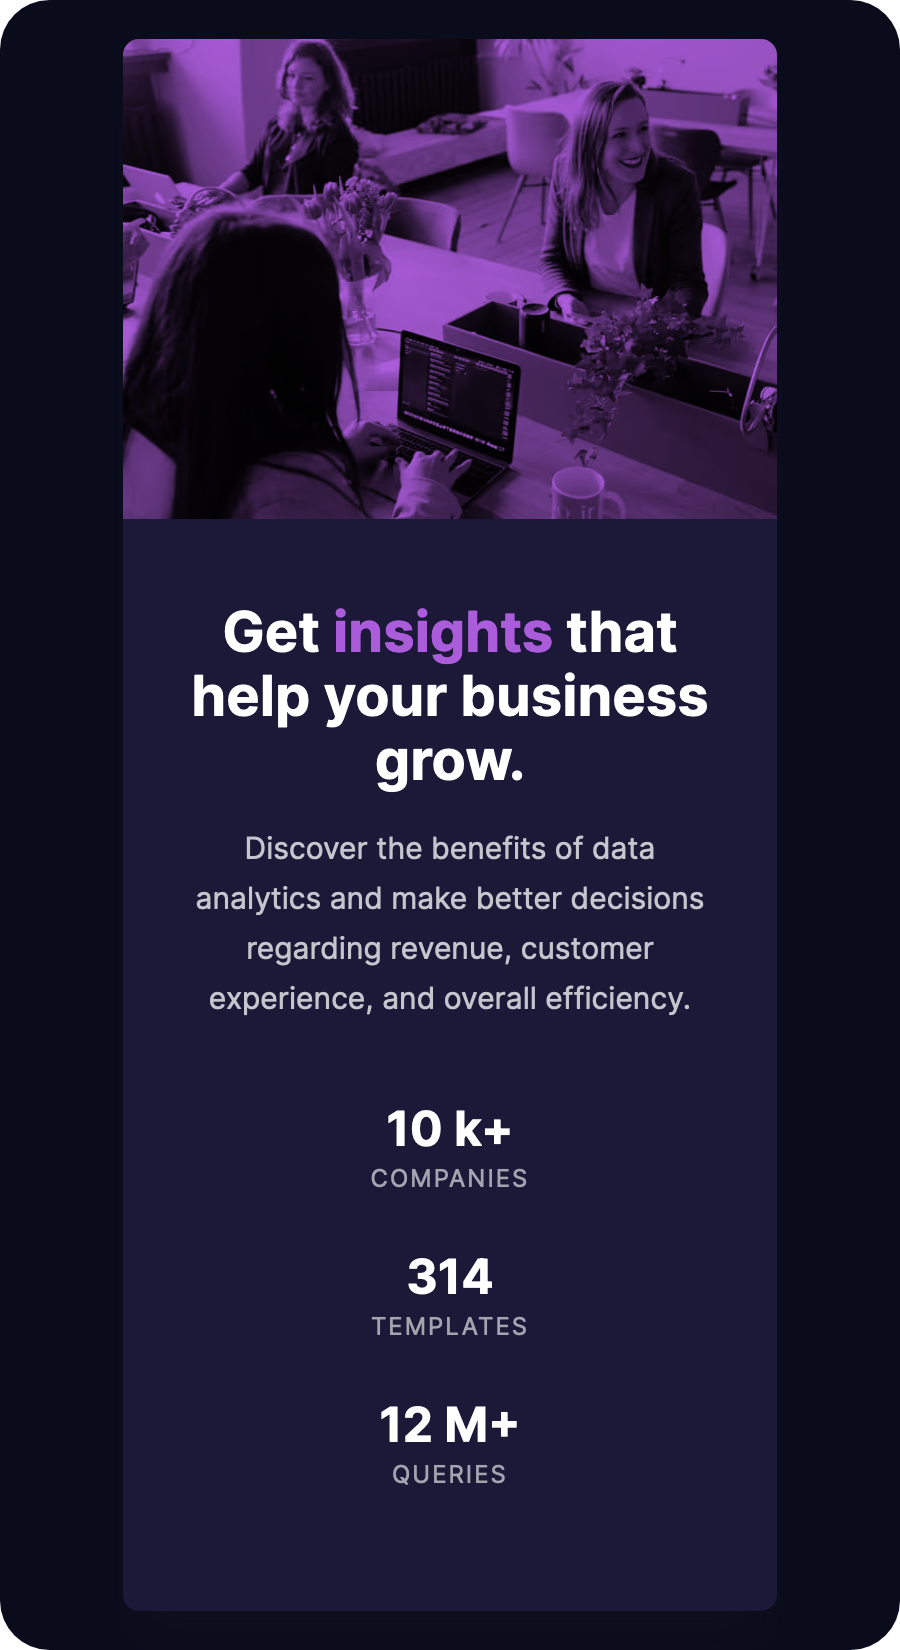 Get insights that
help your business
grow.
Discover the benefits of data
analytics and make better decisions
regarding revenue, customer
experience, and overall efficiency.
10 k+
COMPANIES
314
TEMPLATES
12 M+
QUERIES